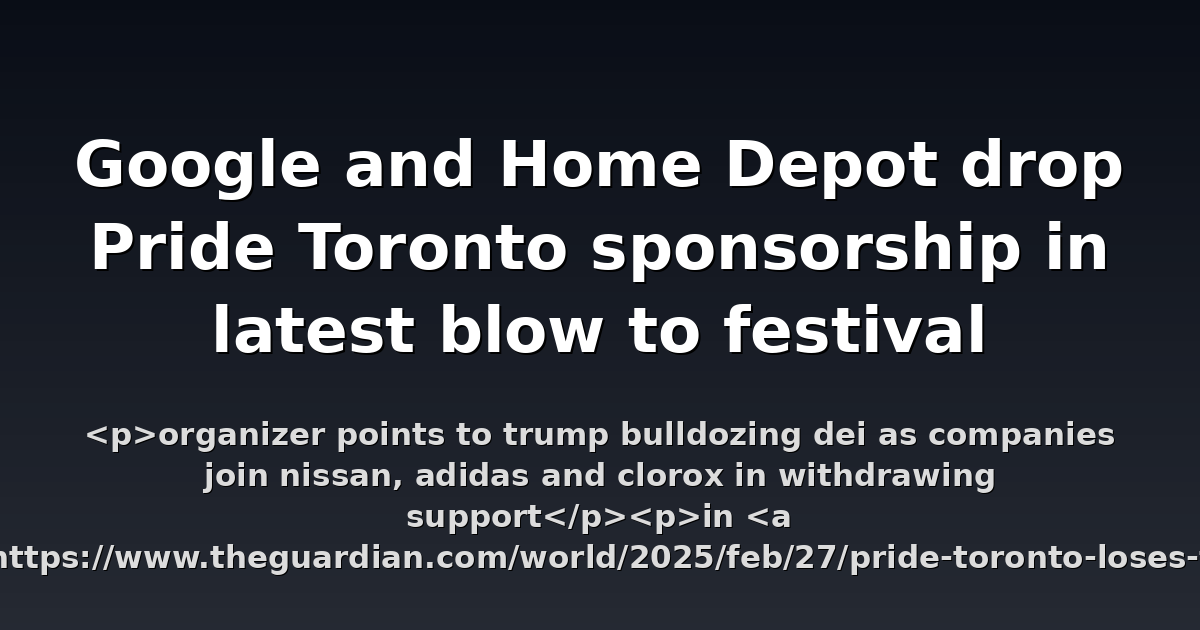 Google and Home Depot drop
Pride Toronto sponsorship in
latest blow to festival
<p>organizer points to trump bulldozing dei as companies
join nissan, adidas and clorox in withdrawing
support</p><p>in <a
https://www.theguardian.com/world/2025/feb/27/pride-toronto-loses-